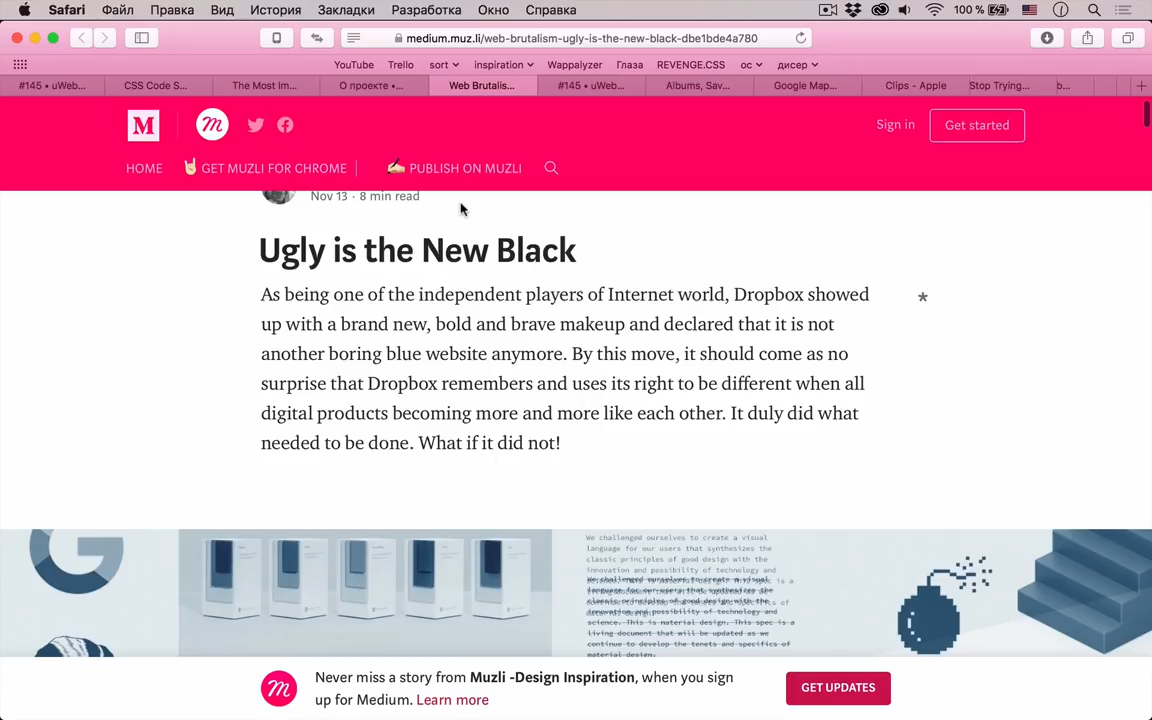 Safari Файл Правка Вид История Закладки Разработка Окно Справка 100 %
medium.muz.li/web-brutalism-ugly-is-the-new-black-dbe1bde4a780
YouTube Trello sort inspiration Wappalyzer Глаза REVENGE.CSS ос дисер
#145 • uWeb... CSS Code S... The Most Im... О проекте •... Web Brutalis... #145 • uWeb... Albums, Sav... Google Map... Clips - Apple Stop Trying... b...
M m Sign in Get started
HOME GET MUZLI FOR CHROME PUBLISH ON MUZLI
Nov 13 · 8 min read
Ugly is the New Black
As being one of the independent players of Internet world, Dropbox showed
up with a brand new, bold and brave makeup and declared that it is not
another boring blue website anymore. By this move, it should come as no
surprise that Dropbox remembers and uses its right to be different when all
digital products becoming more and more like each other. It duly did what
needed to be done. What if it did not!
*
We challenged ourselves to create a visual
language for our users that synthesizes the
classic principles of good design with the
innovation and possibility of technology and
science. This is material design. This spec is a
living document that will be updated as we
continue to develop the tenets and specifics of
material design.
Never miss a story from Muzli -Design Inspiration, when you sign
up for Medium. Learn more
GET UPDATES